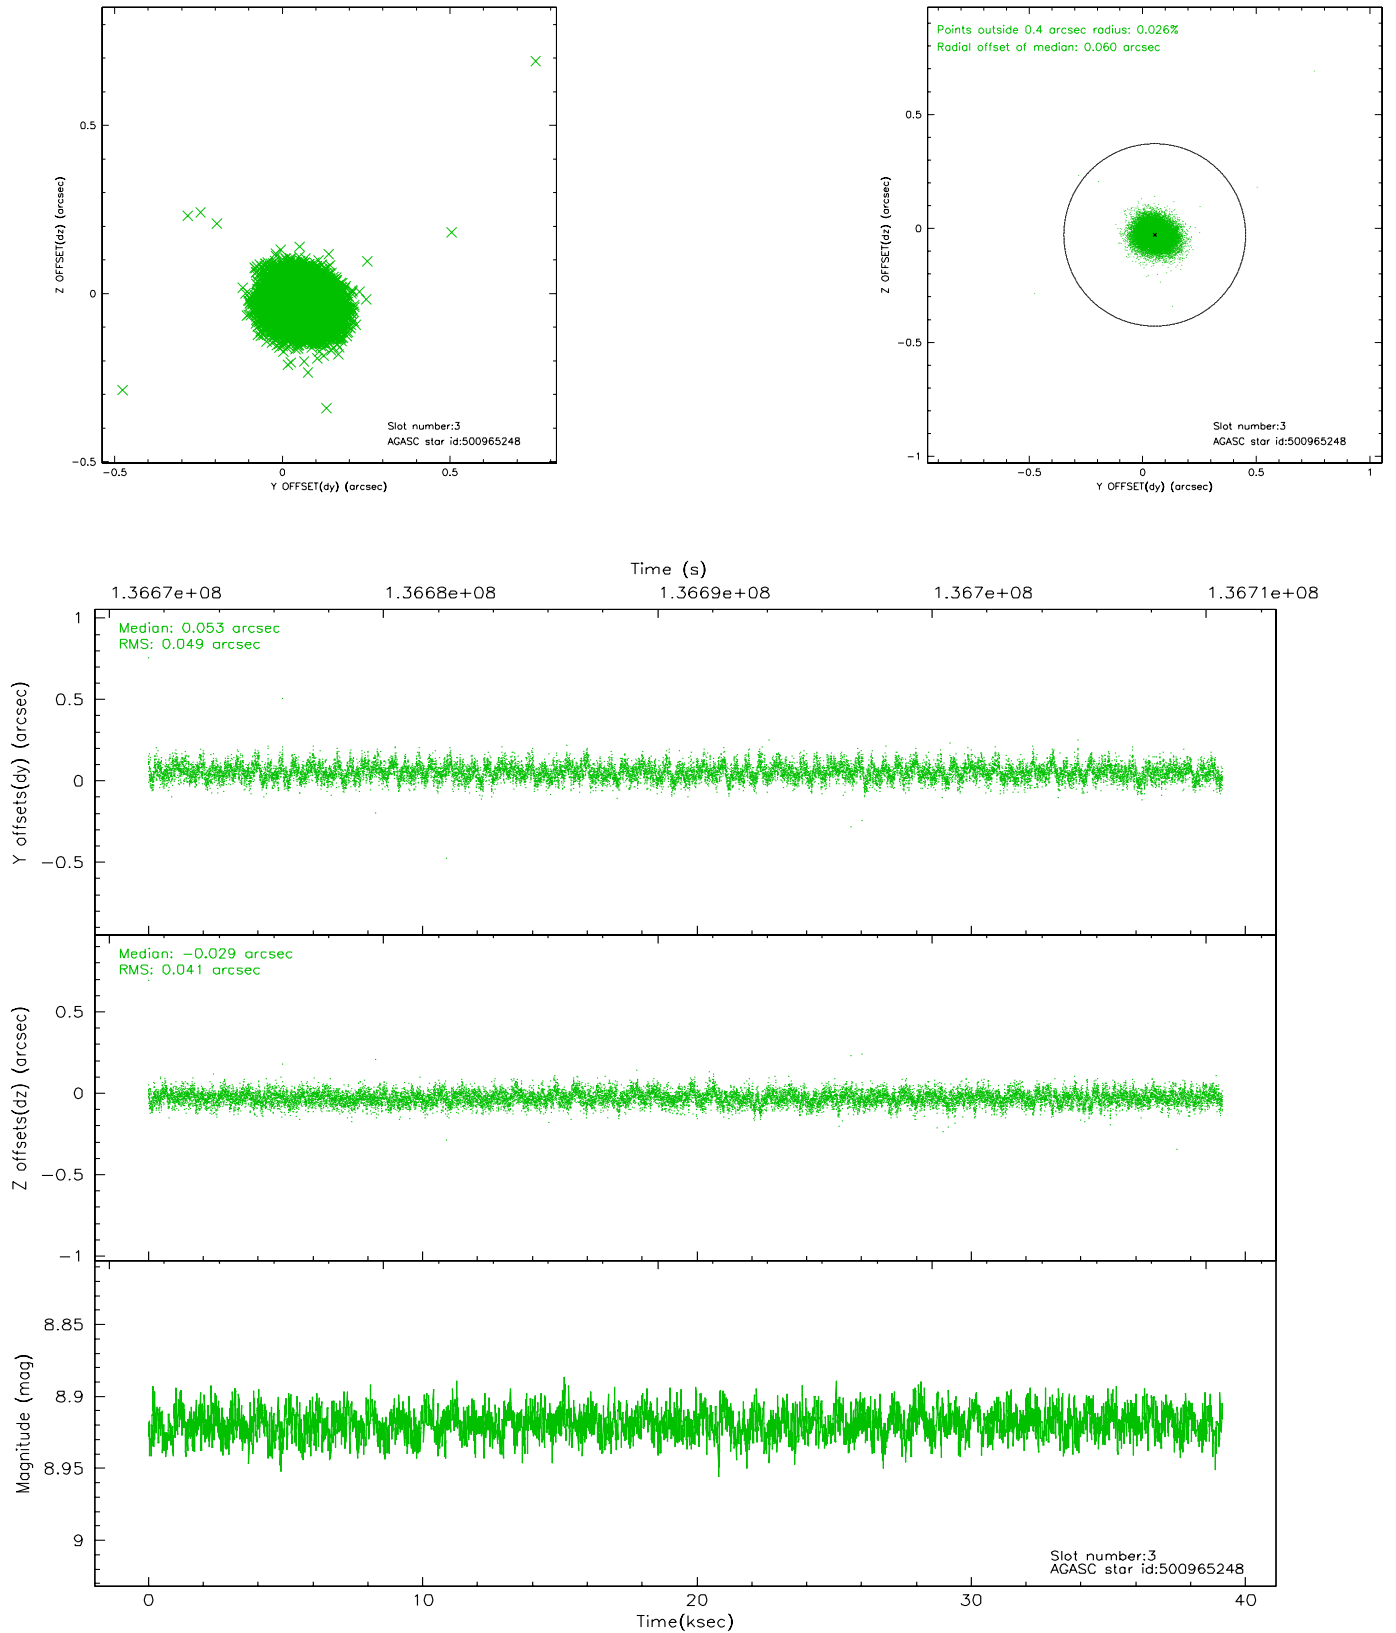 0.5
0
-0.5
Z OFFSET(dz) (arcsec)
-0.5
0
0.5
Y OFFSET(dy) (arcsec)
Slot number:3
AGASC star id:500965248
Points outside 0.4 arcsec radius: 0.026%
Radial offset of median: 0.060 arcsec
0.5
0
-0.5
-1
Z OFFSET(dz) (arcsec)
-0.5
0
0.5
1
Y OFFSET(dy) (arcsec)
Slot number:3
AGASC star id:500965248
Time (s)
1.3667e+08
1.3668e+08
1.3669e+08
1.367e+08
1.3671e+08
Median: 0.053 arcsec
RMS: 0.049 arcsec
1
0.5
0
-0.5
Y offsets(dy) (arcsec)
Median: -0.029 arcsec
RMS: 0.041 arcsec
0.5
0
-0.5
-1
Z offsets(dz) (arcsec)
8.85
8.9
8.95
9
Magnitude (mag)
Slot number:3
AGASC star id:500965248
0
10
20
30
40
Time(ksec)